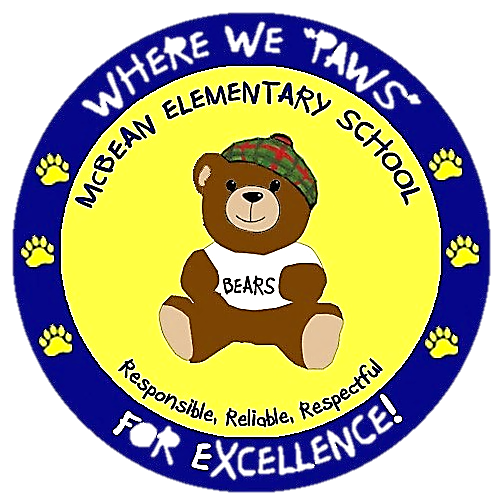 WHERE WE "PAWS"
McBEAN ELEMENTARY SCHOOL
BEARS
Responsible, Reliable, Respectful
FOR EXCELLENCE!